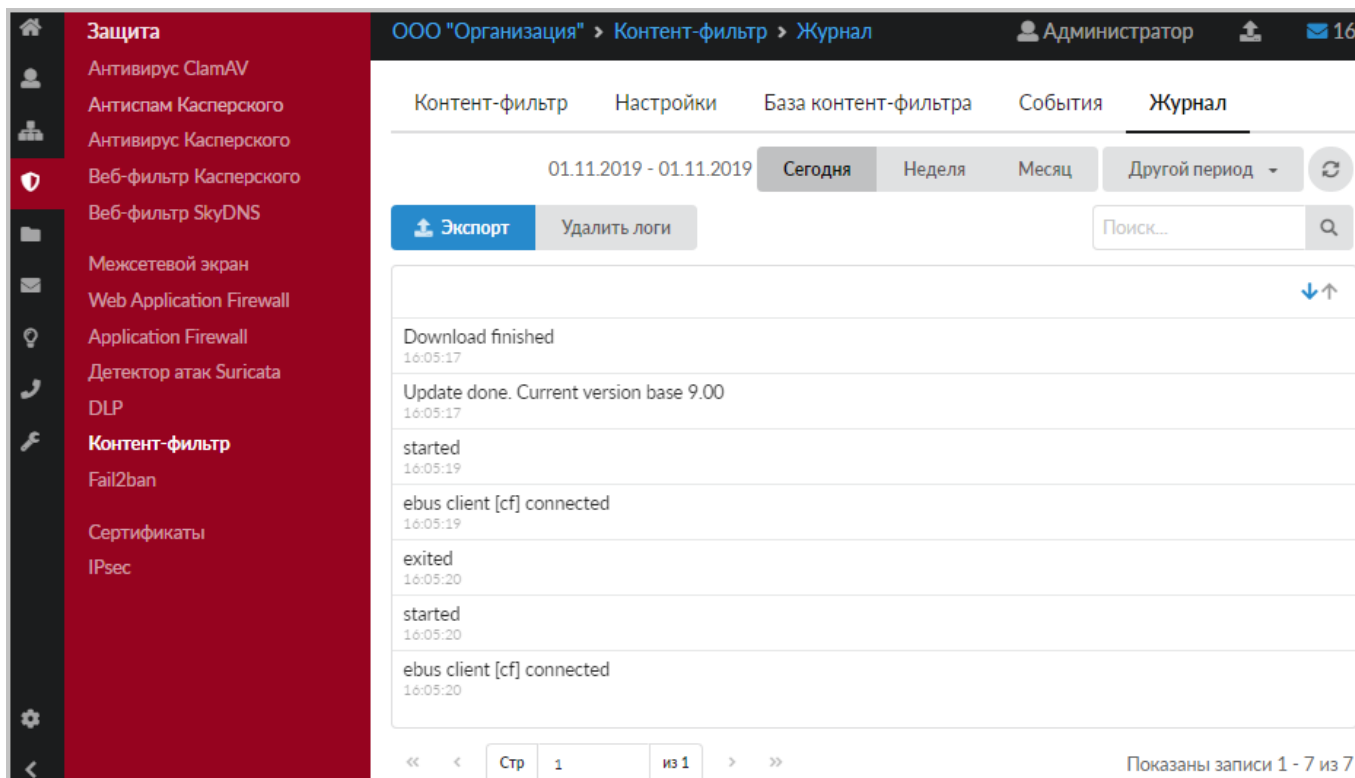 Защита
Антивирус ClamAV
Антиспам Касперского
Антивирус Касперского
Веб-фильтр Касперского
Веб-фильтр SkyDNS
Межсетевой экран
Web Application Firewall
Application Firewall
Детектор атак Suricata
DLP
Контент-фильтр
Fail2ban
Сертификаты
IPsec
ООО "Организация" > Контент-фильтр > Журнал
Администратор 16
Контент-фильтр Настройки База контент-фильтра События Журнал
01.11.2019 - 01.11.2019 Сегодня Неделя Месяц Другой период
Экспорт Удалить логи Поиск...
Download finished
16:05:17
Update done. Current version base 9.00
16:05:17
started
16:05:19
ebus client [cf] connected
16:05:19
exited
16:05:20
started
16:05:20
ebus client [cf] connected
16:05:20
Стр 1 из 1
Показаны записи 1 - 7 из 7